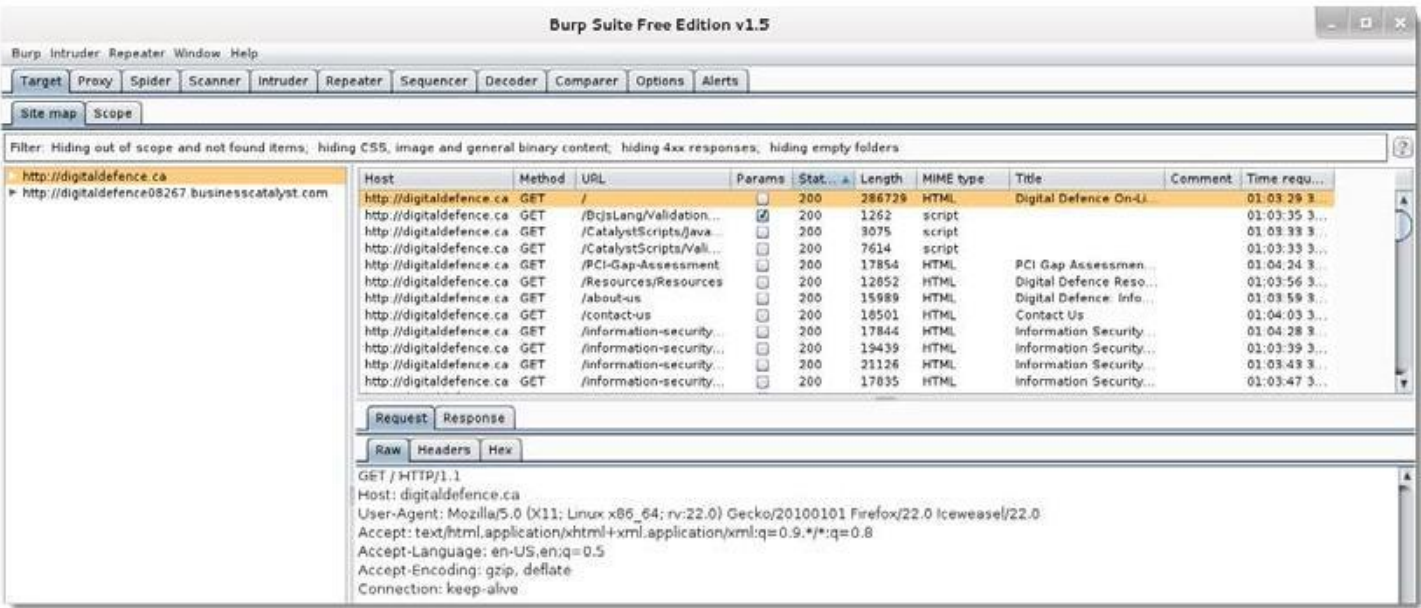 Burp Suite Free Edition v1.5
Burp Intruder Repeater Window Help
Target Proxy Spider Scanner Intruder Repeater Sequencer Decoder Comparer Options Alerts
Site map Scope
Filter: Hiding out of scope and not found items; hiding CSS, image and general binary content; hiding 4xx responses; hiding empty folders ?
http://digitaldefence.ca
http://digitaldefence08267.businesscatalyst.com
Host Method URL Params Stat... Length MIME type Title Comment Time requ...
http://digitaldefence.ca GET / 200 286729 HTML Digital Defence On-Li... 01:03:29 3...
http://digitaldefence.ca GET /BcJsLang/Validation... 200 1262 script 01:03:35 3...
http://digitaldefence.ca GET /CatalystScripts/Java... 200 3075 script 01:03:33 3...
http://digitaldefence.ca GET /CatalystScripts/Vali... 200 7614 script 01:03:33 3...
http://digitaldefence.ca GET /PCI-Gap-Assessment 200 17854 HTML PCI Gap Assessmen... 01:04:24 3...
http://digitaldefence.ca GET /Resources/Resources 200 12852 HTML Digital Defence Reso... 01:03:56 3...
http://digitaldefence.ca GET /about-us 200 15989 HTML Digital Defence: Info... 01:03:59 3...
http://digitaldefence.ca GET /contact-us 200 18501 HTML Contact Us 01:04:03 3...
http://digitaldefence.ca GET /information-security... 200 17844 HTML Information Security... 01:04:28 3...
http://digitaldefence.ca GET /information-security... 200 19439 HTML Information Security... 01:03:39 3...
http://digitaldefence.ca GET /information-security... 200 21126 HTML Information Security... 01:03:43 3...
http://digitaldefence.ca GET /information-security... 200 17835 HTML Information Security... 01:03:47 3...
Request Response
Raw Headers Hex
GET / HTTP/1.1
Host: digitaldefence.ca
User-Agent: Mozilla/5.0 (X11; Linux x86_64; rv:22.0) Gecko/20100101 Firefox/22.0 Iceweasel/22.0
Accept: text/html,application/xhtml+xml,application/xml;q=0.9,*/*;q=0.8
Accept-Language: en-US,en;q=0.5
Accept-Encoding: gzip, deflate
Connection: keep-alive